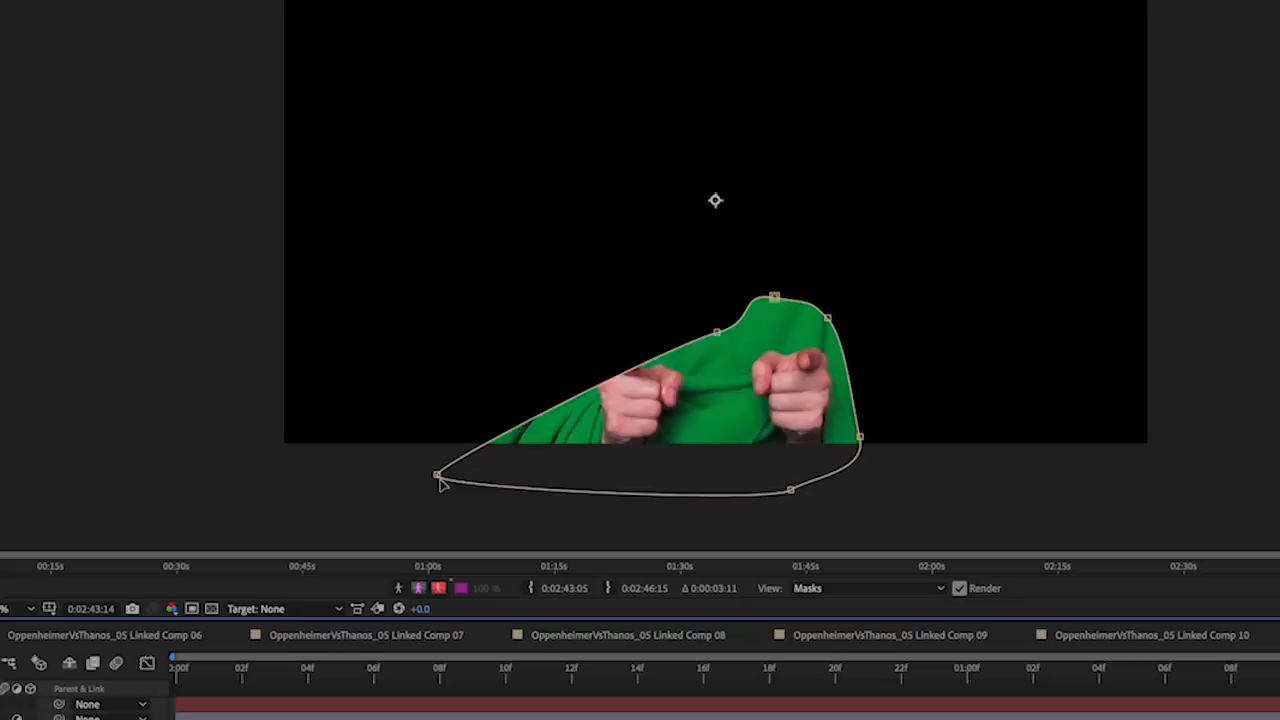 00:15s 00:30s 00:45s 01:00s 01:15s 01:30s 01:45s 02:00s 02:15s 02:30s
100 % 0:02:43:05 0:02:46:15 Δ 0:00:03:11 View: Masks Render
% 0:02:43:14 Target: None +0.0
OppenheimerVsThanos_05 Linked Comp 06 OppenheimerVsThanos_05 Linked Comp 07 OppenheimerVsThanos_05 Linked Comp 08 OppenheimerVsThanos_05 Linked Comp 09 OppenheimerVsThanos_05 Linked Comp 10
0:00f 02f 04f 06f 08f 10f 12f 14f 16f 18f 20f 22f 01:00f 02f 04f 06f 08f
Parent & Link
None